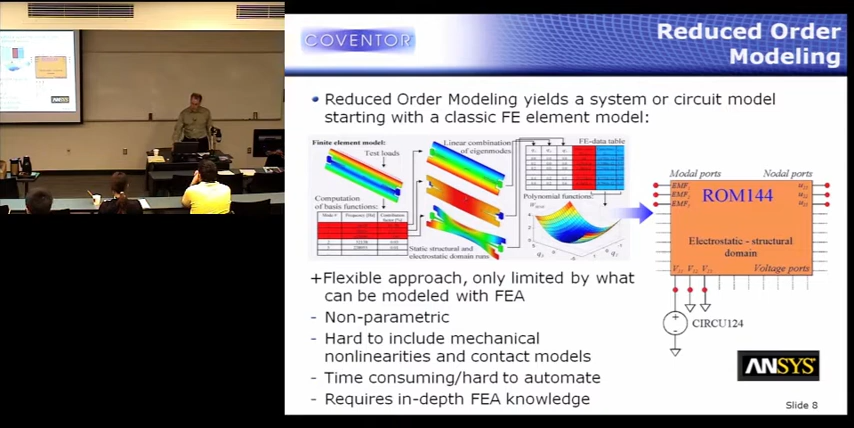 COVENTOR
Reduced Order
Modeling
Reduced Order Modeling yields a system or circuit model
starting with a classic FE element model:
Finite element model:
Test loads
Computation
of basis functions:
Linear combination
of eigenmodes
Static structural and
electrostatic domain runs
FE-data table
Polynomial functions:
Modal ports
Nodal ports
EMF1
EMF2
EMF3
ROM144
Electrostatic - structural
domain
Voltage ports
CIRCU124
+Flexible approach, only limited by what
can be modeled with FEA
- Non-parametric
- Hard to include mechanical
nonlinearities and contact models
- Time consuming/hard to automate
- Requires in-depth FEA knowledge
ANSYS
Slide 8